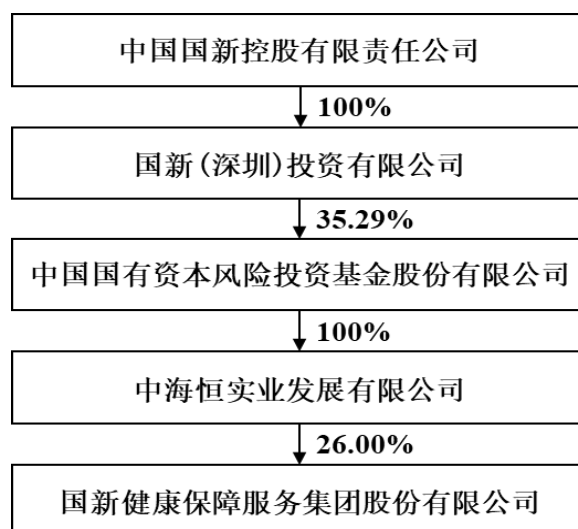 中国国新控股有限责任公司
100%
国新(深圳)投资有限公司
35.29%
中国国有资本风险投资基金股份有限公司
100%
中海恒实业发展有限公司
26.00%
国新健康保障服务集团股份有限公司